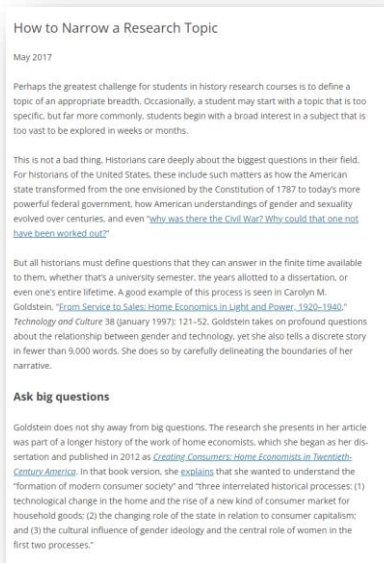 How to Narrow a Research Topic
May 2017
Perhaps the greatest challenge for students in history research courses is to define a
topic of an appropriate breadth. Occasionally, a student may start with a topic that is too
specific, but far more commonly, students begin with a broad interest in a subject that is
too vast to be explored in weeks or months.
This is not a bad thing. Historians care deeply about the biggest questions in their field.
For historians of the United States, these include such matters as how the American
state transformed from the one envisioned by the Constitution of 1787 to today's more
powerful federal government, how American understandings of gender and sexuality
evolved over centuries, and even "why was there the Civil War? Why could that one not
have been worked out?"
But all historians must define questions that they can answer in the finite time available
to them, whether that's a university semester, the years allotted to a dissertation, or
even one's entire lifetime. A good example of this process is seen in Carolyn M.
Goldstein, "From Service to Sales: Home Economics in Light and Power, 1920–1940,"
Technology and Culture 38 (January 1997): 121–52. Goldstein takes on profound questions
about the relationship between gender and technology, yet she also tells a discrete story
in fewer than 9,000 words. She does so by carefully delineating the boundaries of her
narrative.
Ask big questions
Goldstein does not shy away from big questions. The research she presents in her article
was part of a longer history of the work of home economists, which she began as her dis-
sertation and published in 2012 as Creating Consumers: Home Economists in Twentieth-
Century America. In that book version, she explains that she wanted to understand the
"formation of modern consumer society" and "three interrelated historical processes: (1)
technological change in the home and the rise of a new kind of consumer market for
household goods; (2) the changing role of the state in relation to consumer capitalism;
and (3) the cultural influence of gender ideology and the central role of women in the
first two processes."